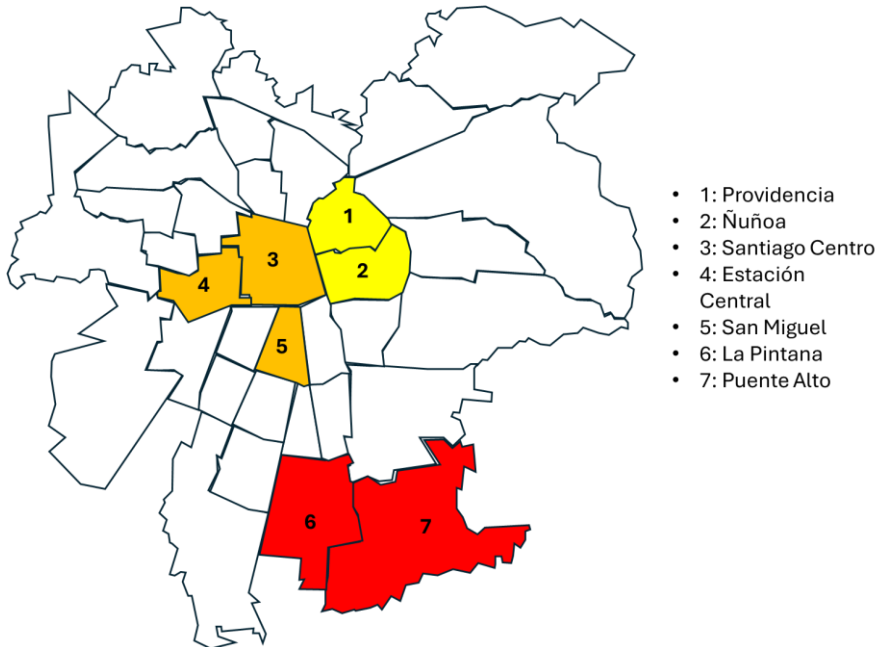 1
2
3
4
5
6
7
• 1: Providencia
• 2: Ñuñoa
• 3: Santiago Centro
• 4: Estación
Central
• 5: San Miguel
• 6: La Pintana
• 7: Puente Alto